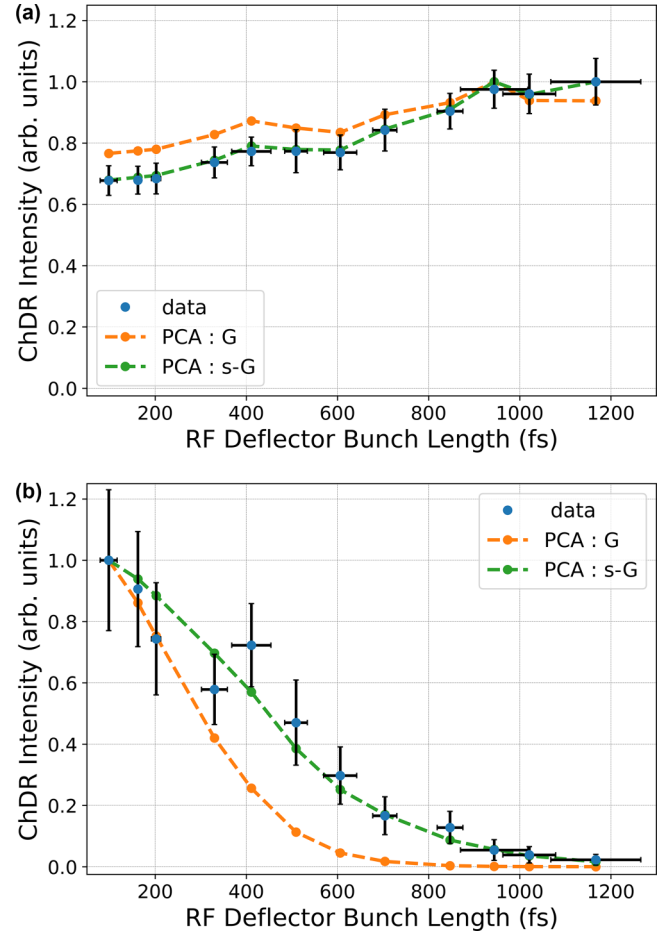 (a)
1.2
1.0
0.8
0.6
0.4
0.2
0.0
ChDR Intensity (arb. units)
data
PCA : G
PCA : s-G
200 400 600 800 1000 1200
RF Deflector Bunch Length (fs)
(b)
1.2
1.0
0.8
0.6
0.4
0.2
0.0
ChDR Intensity (arb. units)
data
PCA : G
PCA : s-G
200 400 600 800 1000 1200
RF Deflector Bunch Length (fs)